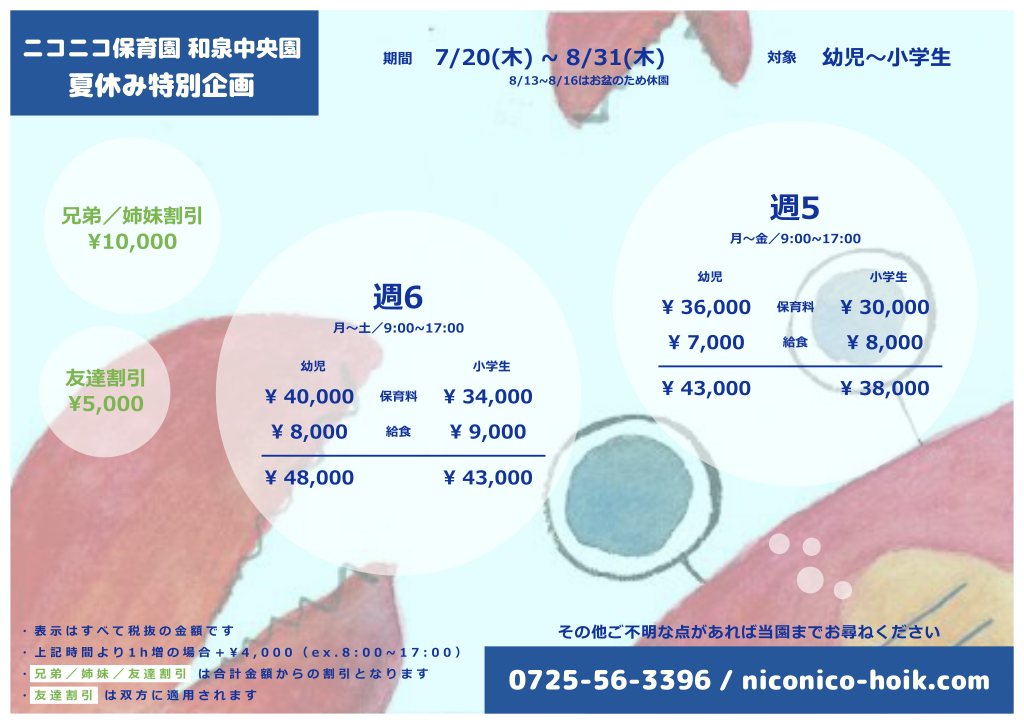 ニコニコ保育園 和泉中央園
夏休み特別企画
期間 7/20(木) ~ 8/31(木)
8/13~8/16はお盆のため休園
対象 幼児〜小学生
兄弟／姉妹割引
¥10,000
友達割引
¥5,000
週6
月〜土／9:00~17:00
幼児 小学生
¥ 40,000 保育料 ¥ 34,000
¥ 8,000 給食 ¥ 9,000
¥ 48,000 ¥ 43,000
週5
月〜金／9:00~17:00
幼児 小学生
¥ 36,000 保育料 ¥ 30,000
¥ 7,000 給食 ¥ 8,000
¥ 43,000 ¥ 38,000
・表示はすべて税抜の金額です
・上記時間より1h増の場合＋¥4,000（ex.8:00~17:00）
・兄弟／姉妹／友達割引 は合計金額からの割引となります
・友達割引 は双方に適用されます
その他ご不明な点があれば当園までお尋ねください
0725-56-3396 / niconico-hoik.com